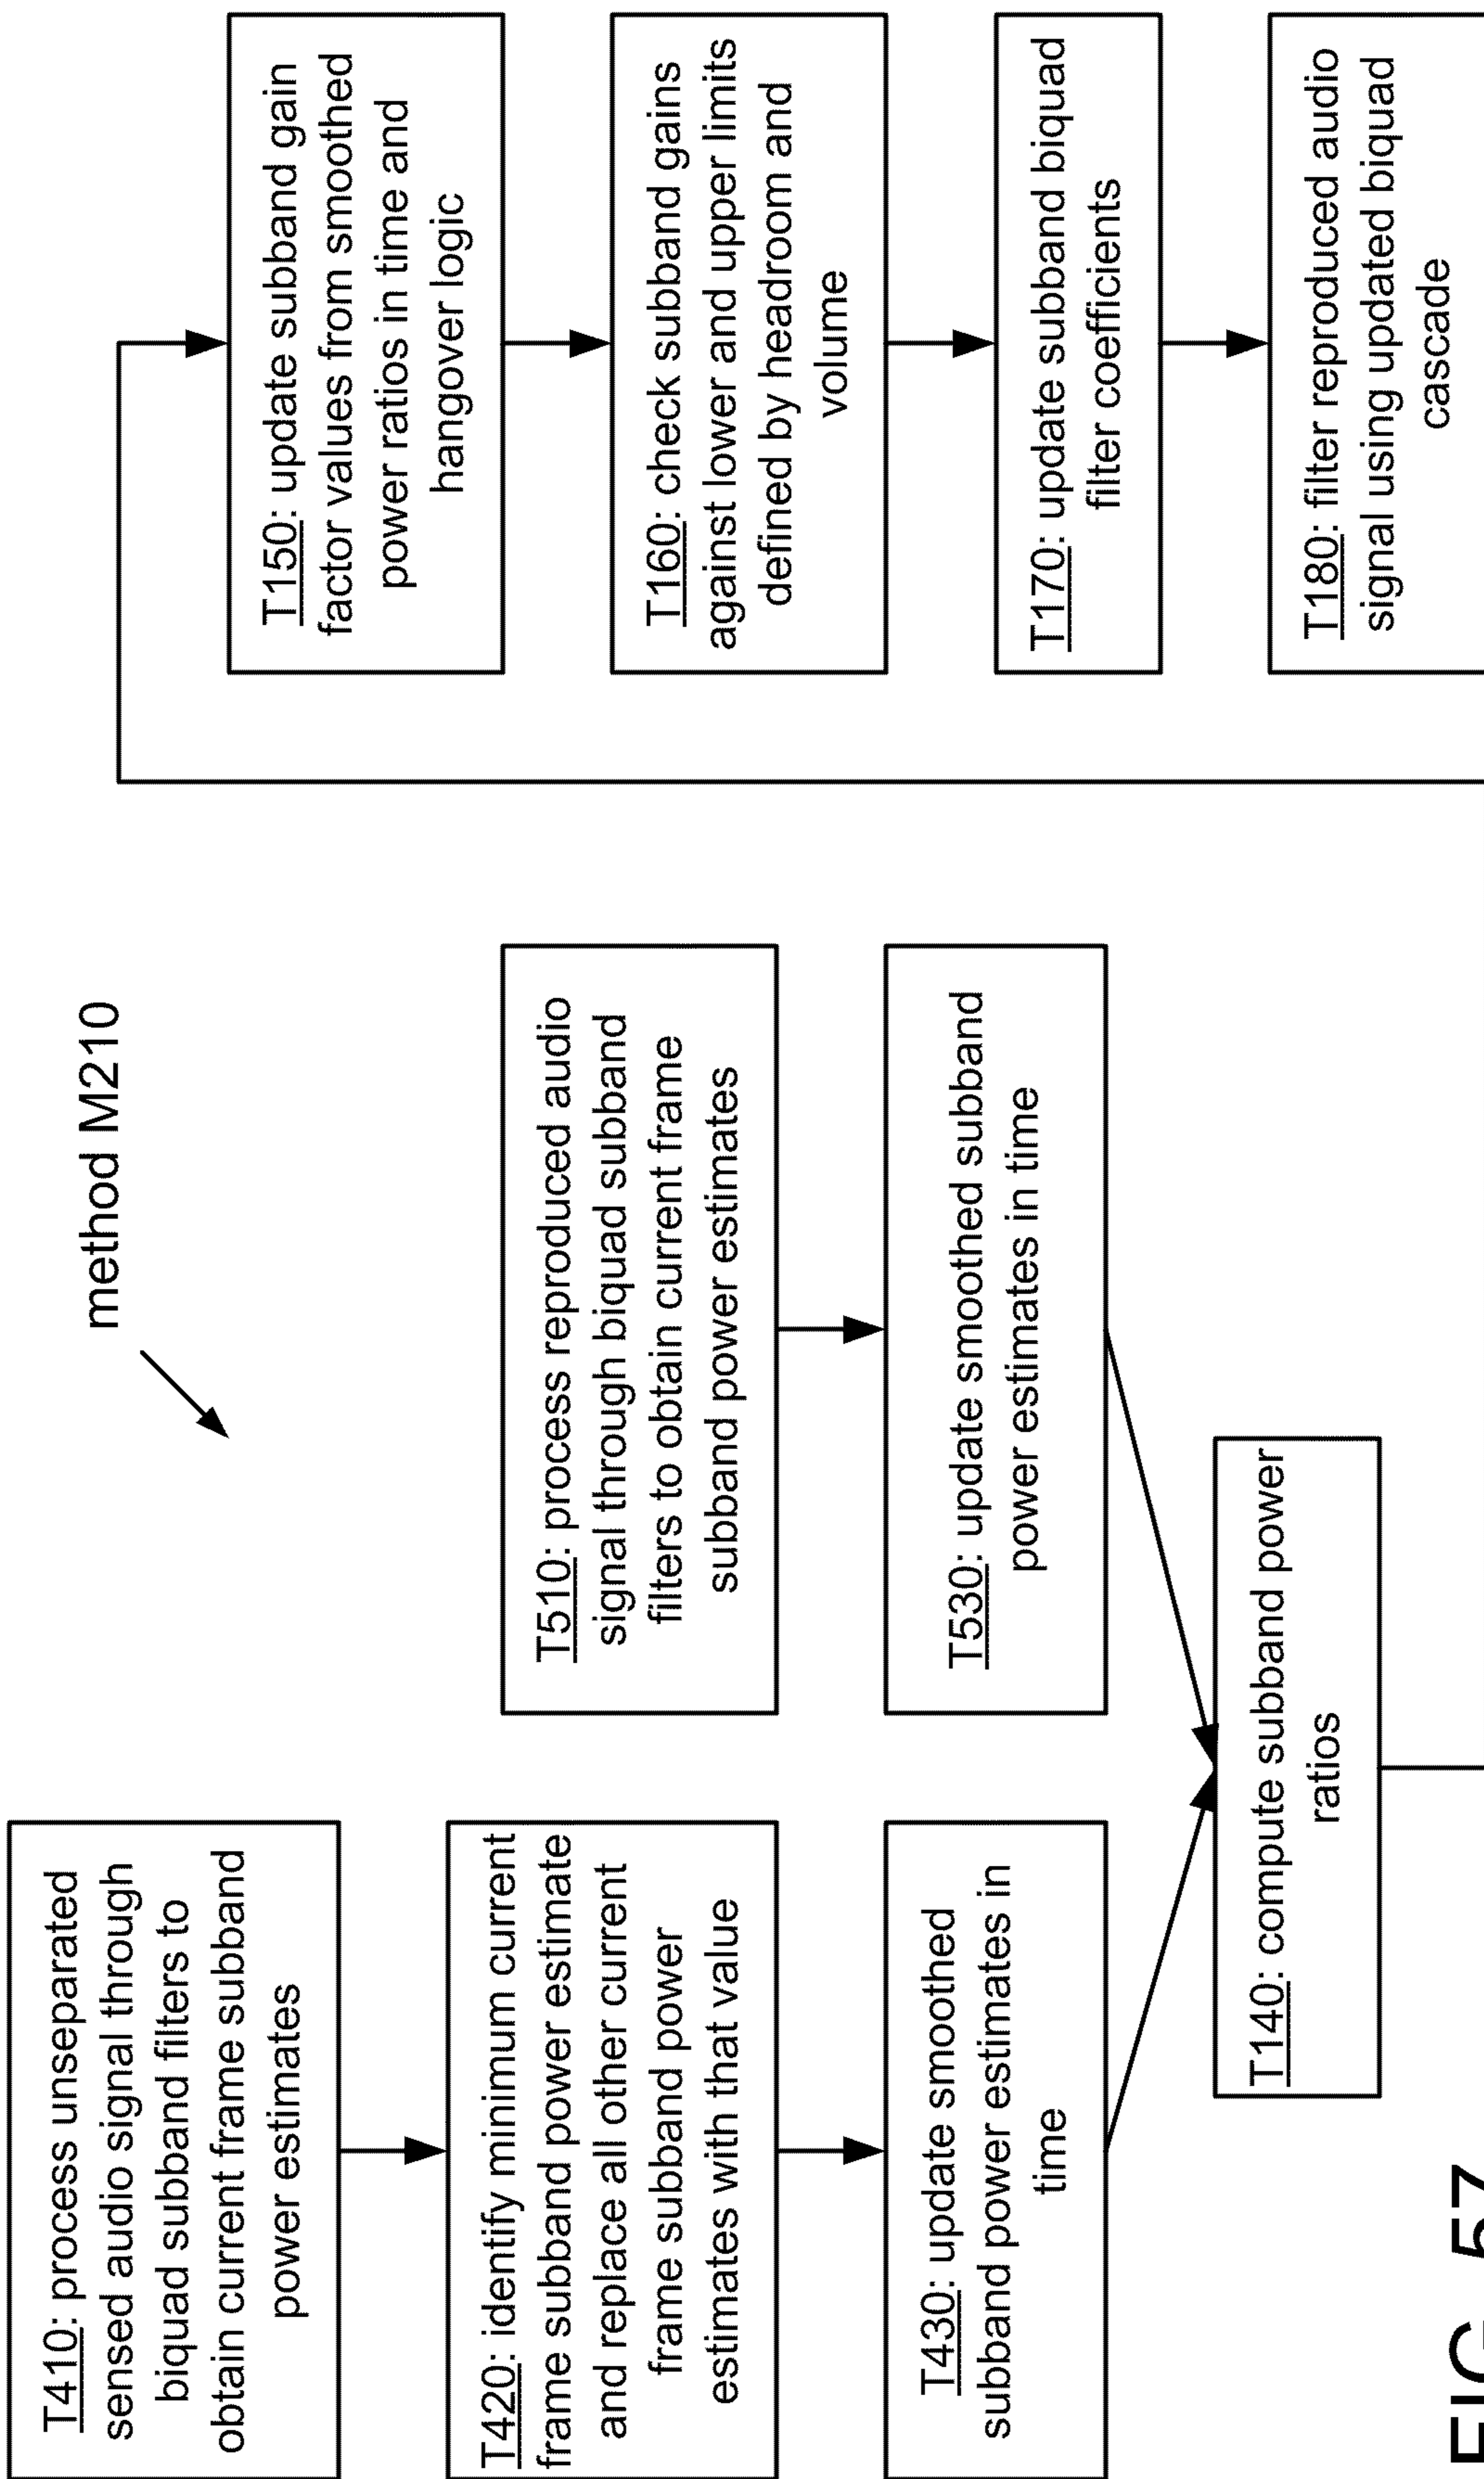 method M210
T410: process unseparated
sensed audio signal through
biquad subband filters to
obtain current frame subband
power estimates
T420: identify minimum current
frame subband power estimate
and replace all other current
frame subband power
estimates with that value
T430: update smoothed
subband power estimates in
time
T510: process reproduced audio
signal through biquad subband
filters to obtain current frame
subband power estimates
T530: update smoothed subband
power estimates in time
T140: compute subband power
ratios
T150: update subband gain
factor values from smoothed
power ratios in time and
hangover logic
T160: check subband gains
against lower and upper limits
defined by headroom and
volume
T170: update subband biquad
filter coefficients
T180: filter reproduced audio
signal using updated biquad
cascade
FIG. 57